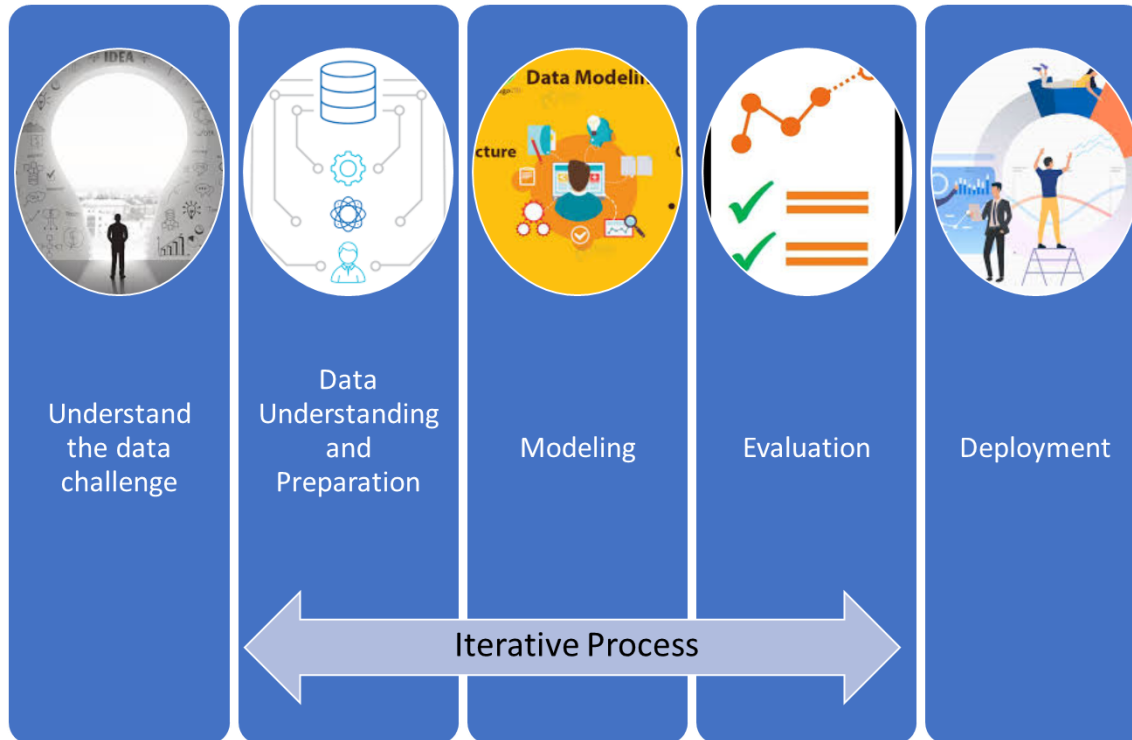 IDEA
Data Modelin
cture
Understand
the data
challenge
Data
Understanding
and
Preparation
Modeling
Evaluation
Deployment
Iterative Process